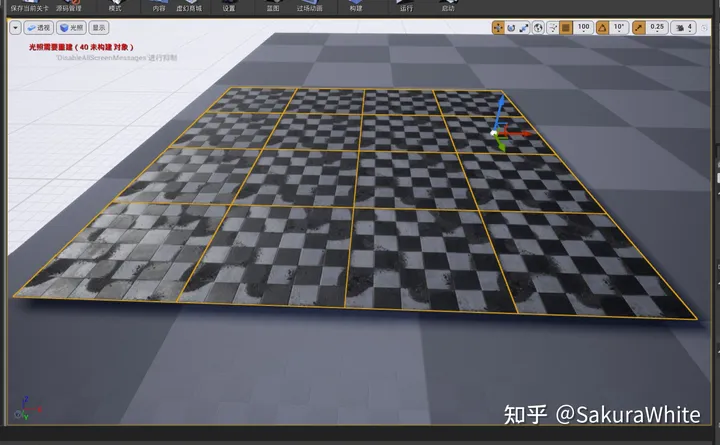 保存当前关卡 源码管理 模式 内容 虚幻商城 设置 蓝图 过场动画 构建 运行 启动
透视 光照 显示 100 10° 0.25 4
光照需要重建 ( 40 未构建 对象 )
'DisableAllScreenMessages' 进行抑制
知乎 @SakuraWhite